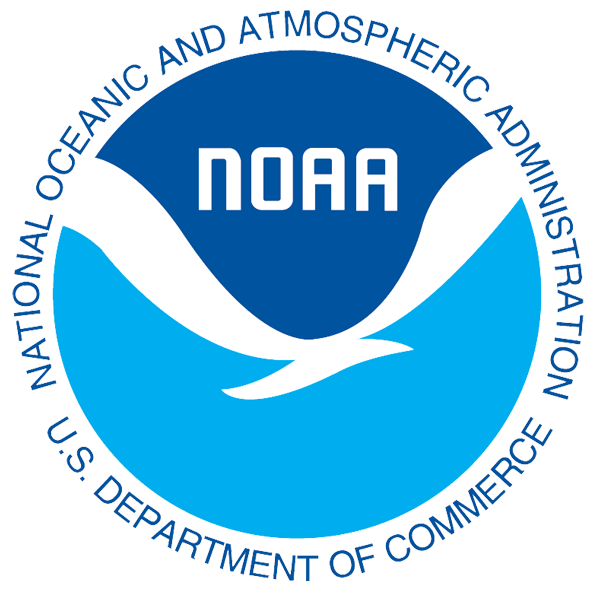 NATIONAL OCEANIC AND ATMOSPHERIC ADMINISTRATION
NOAA
U.S. DEPARTMENT OF COMMERCE